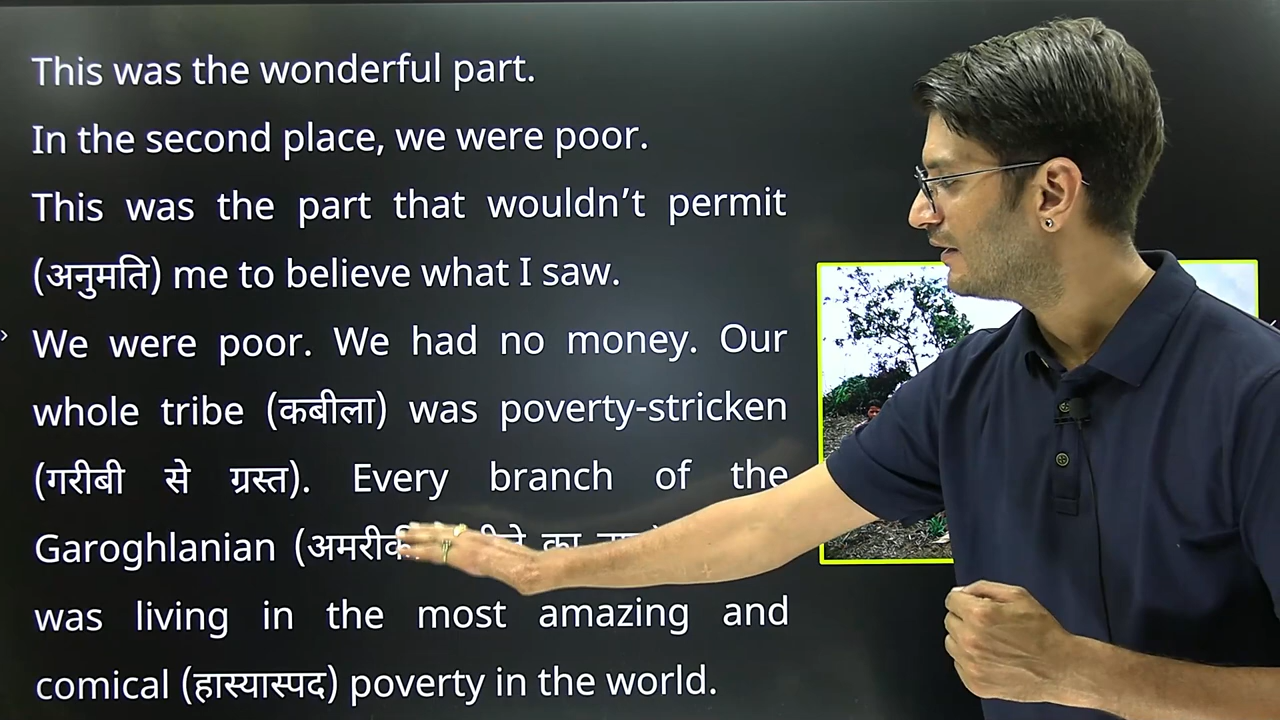 This was the wonderful part.
In the second place, we were poor.
This was the part that wouldn’t permit
(अनुमति) me to believe what I saw.
We were poor. We had no money. Our
whole tribe (कबीला) was poverty-stricken
(गरीबी से ग्रस्त). Every branch of the
Garoghlanian का
was living in the most amazing and
comical (हास्यास्पद) poverty in the world.